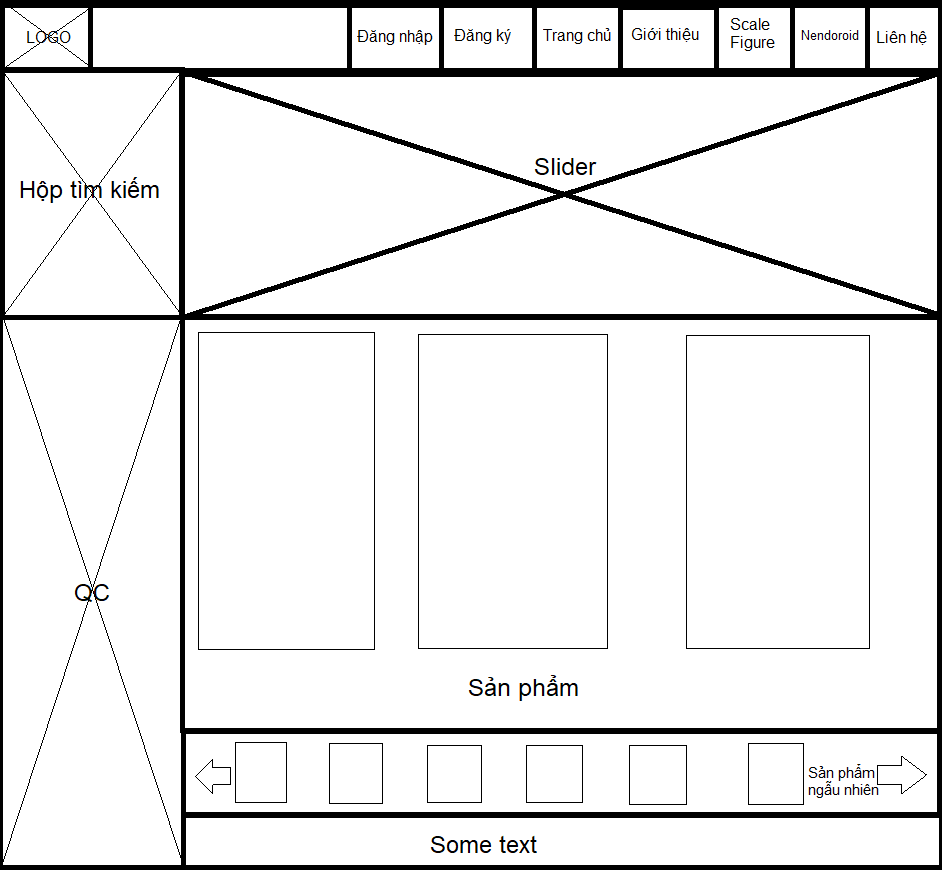 LOGO
Đăng nhập
Đăng ký
Trang chủ
Giới thiệu
Scale
Figure
Nendoroid
Liên hệ
Hộp tìm kiếm
Slider
QC
Sản phẩm
Sản phẩm
ngẫu nhiên
Some text